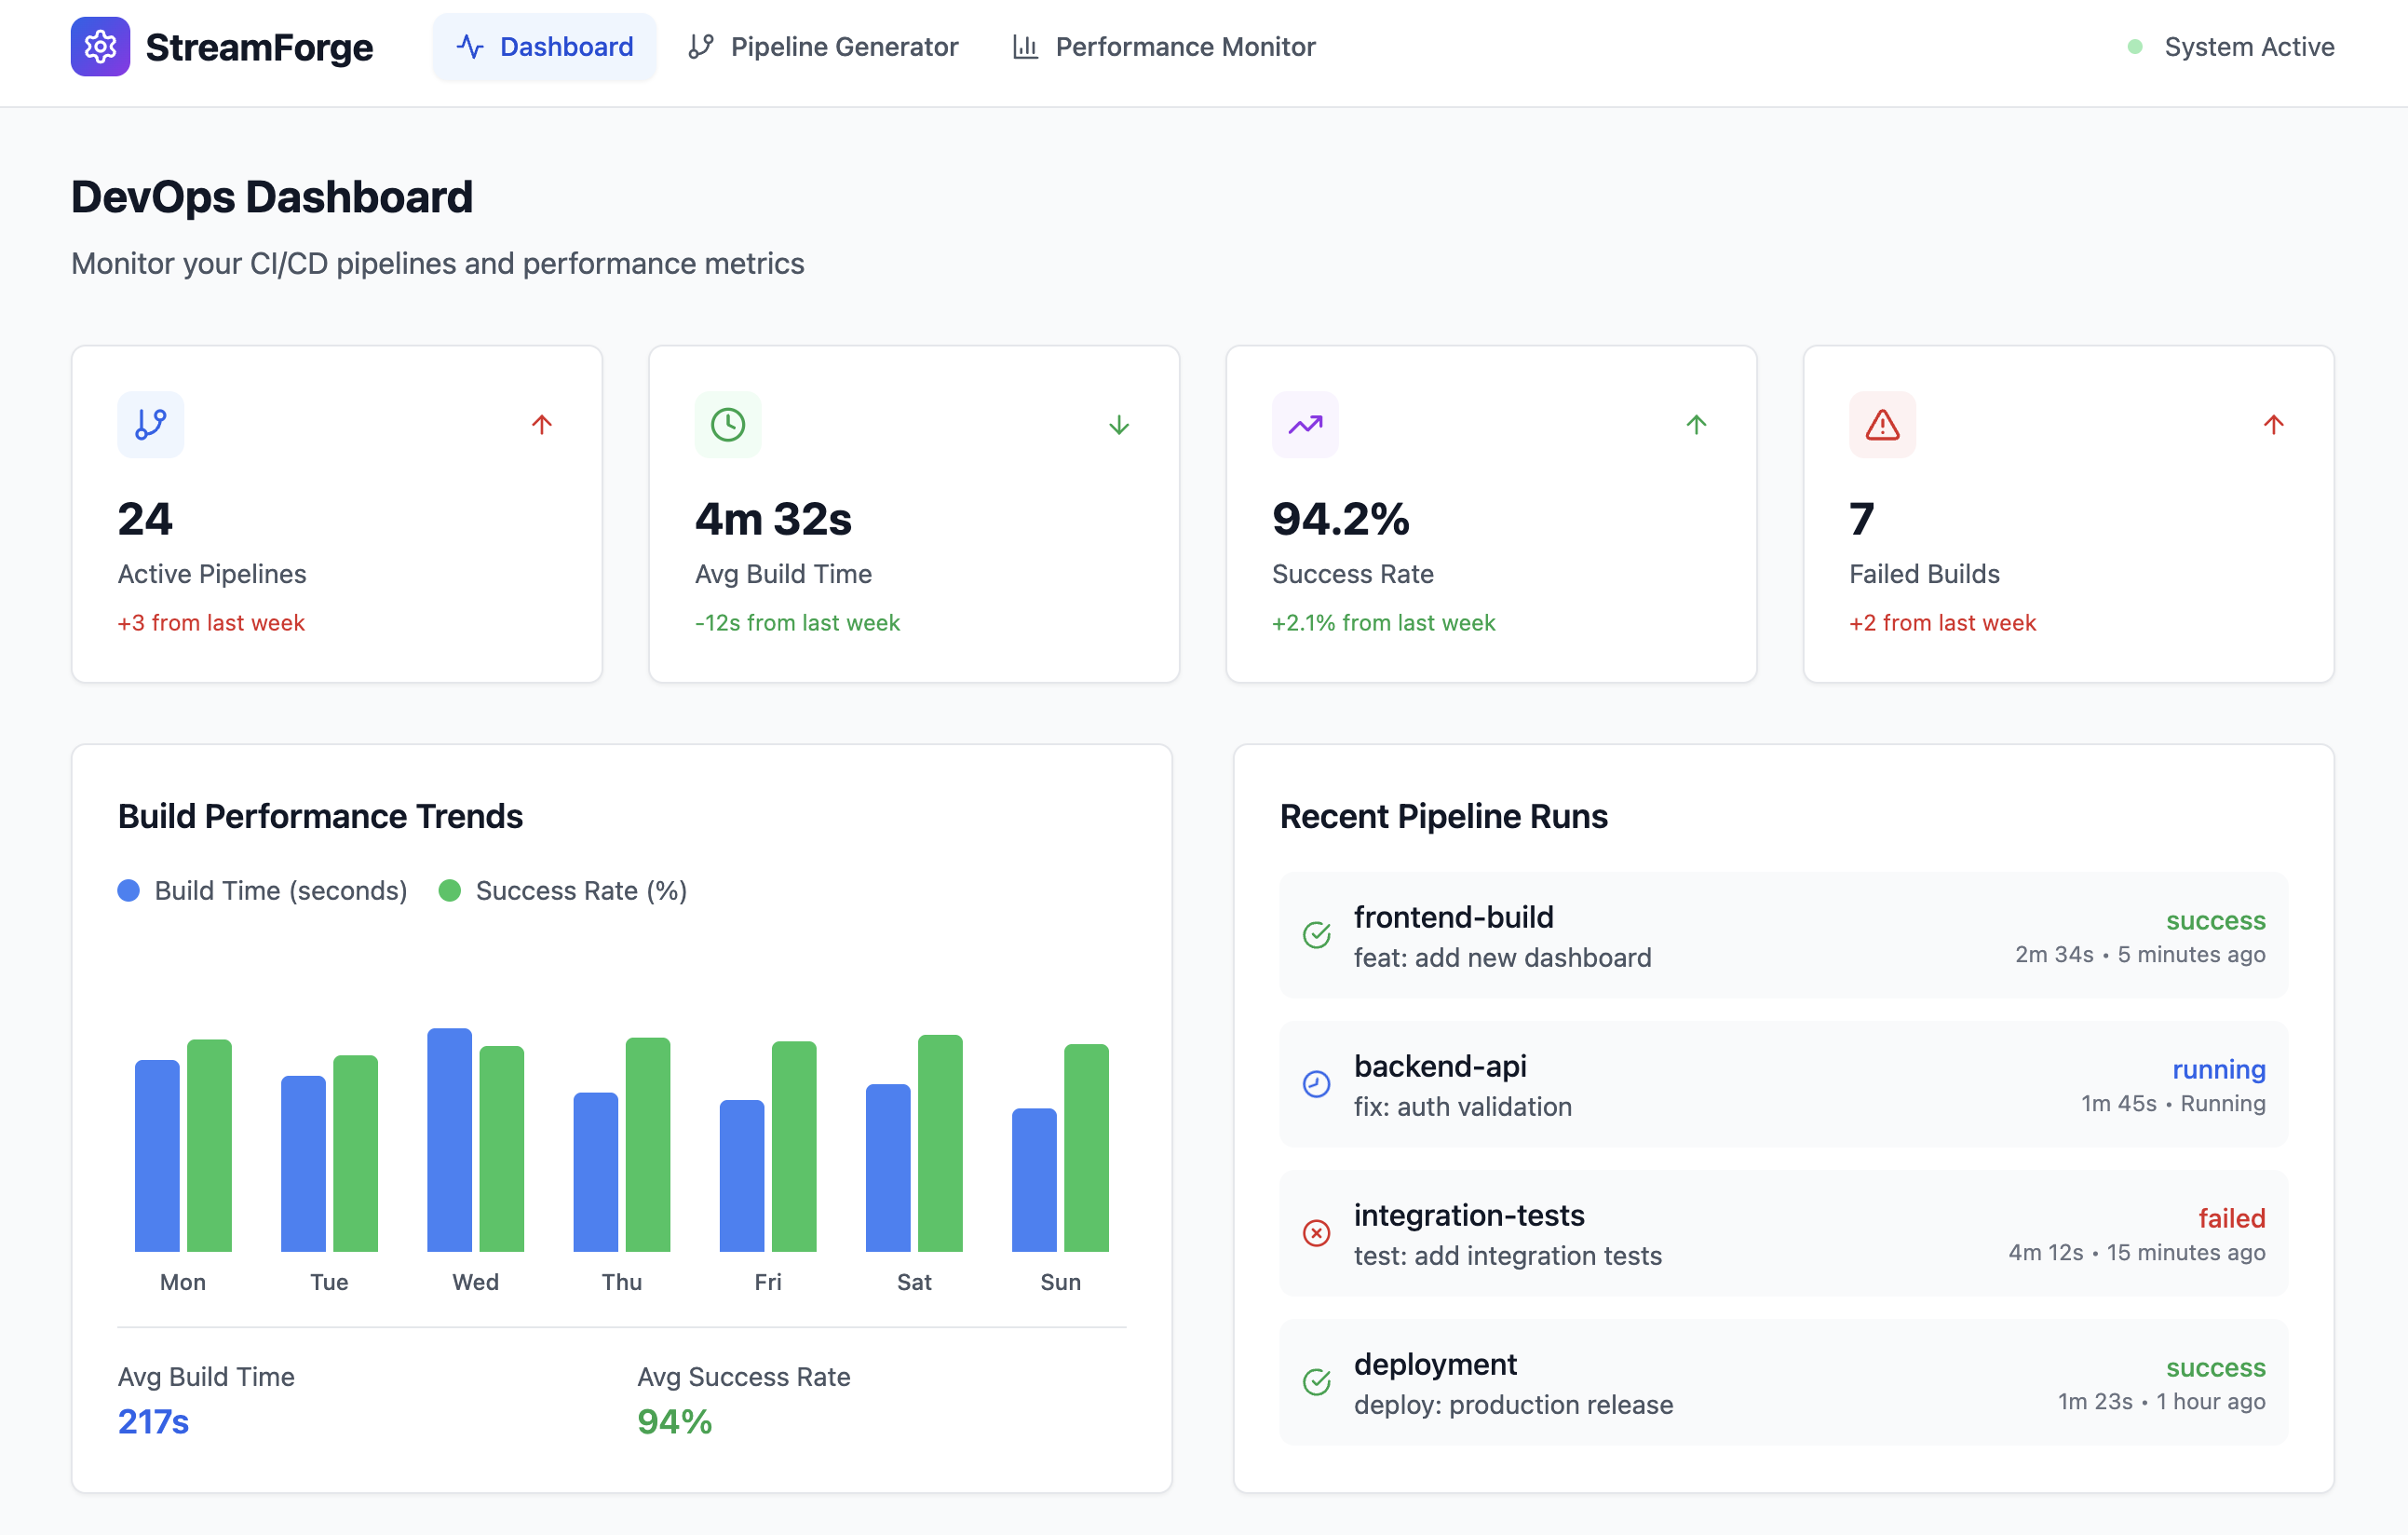 StreamForge
Dashboard
Pipeline Generator
Performance Monitor
System Active
DevOps Dashboard
Monitor your CI/CD pipelines and performance metrics
24
Active Pipelines
+3 from last week
4m 32s
Avg Build Time
-12s from last week
94.2%
Success Rate
+2.1% from last week
7
Failed Builds
+2 from last week
Build Performance Trends
Build Time (seconds)
Success Rate (%)
Mon
Tue
Wed
Thu
Fri
Sat
Sun
Avg Build Time
217s
Avg Success Rate
94%
Recent Pipeline Runs
frontend-build
feat: add new dashboard
success
2m 34s • 5 minutes ago
backend-api
fix: auth validation
running
1m 45s • Running
integration-tests
test: add integration tests
failed
4m 12s • 15 minutes ago
deployment
deploy: production release
success
1m 23s • 1 hour ago